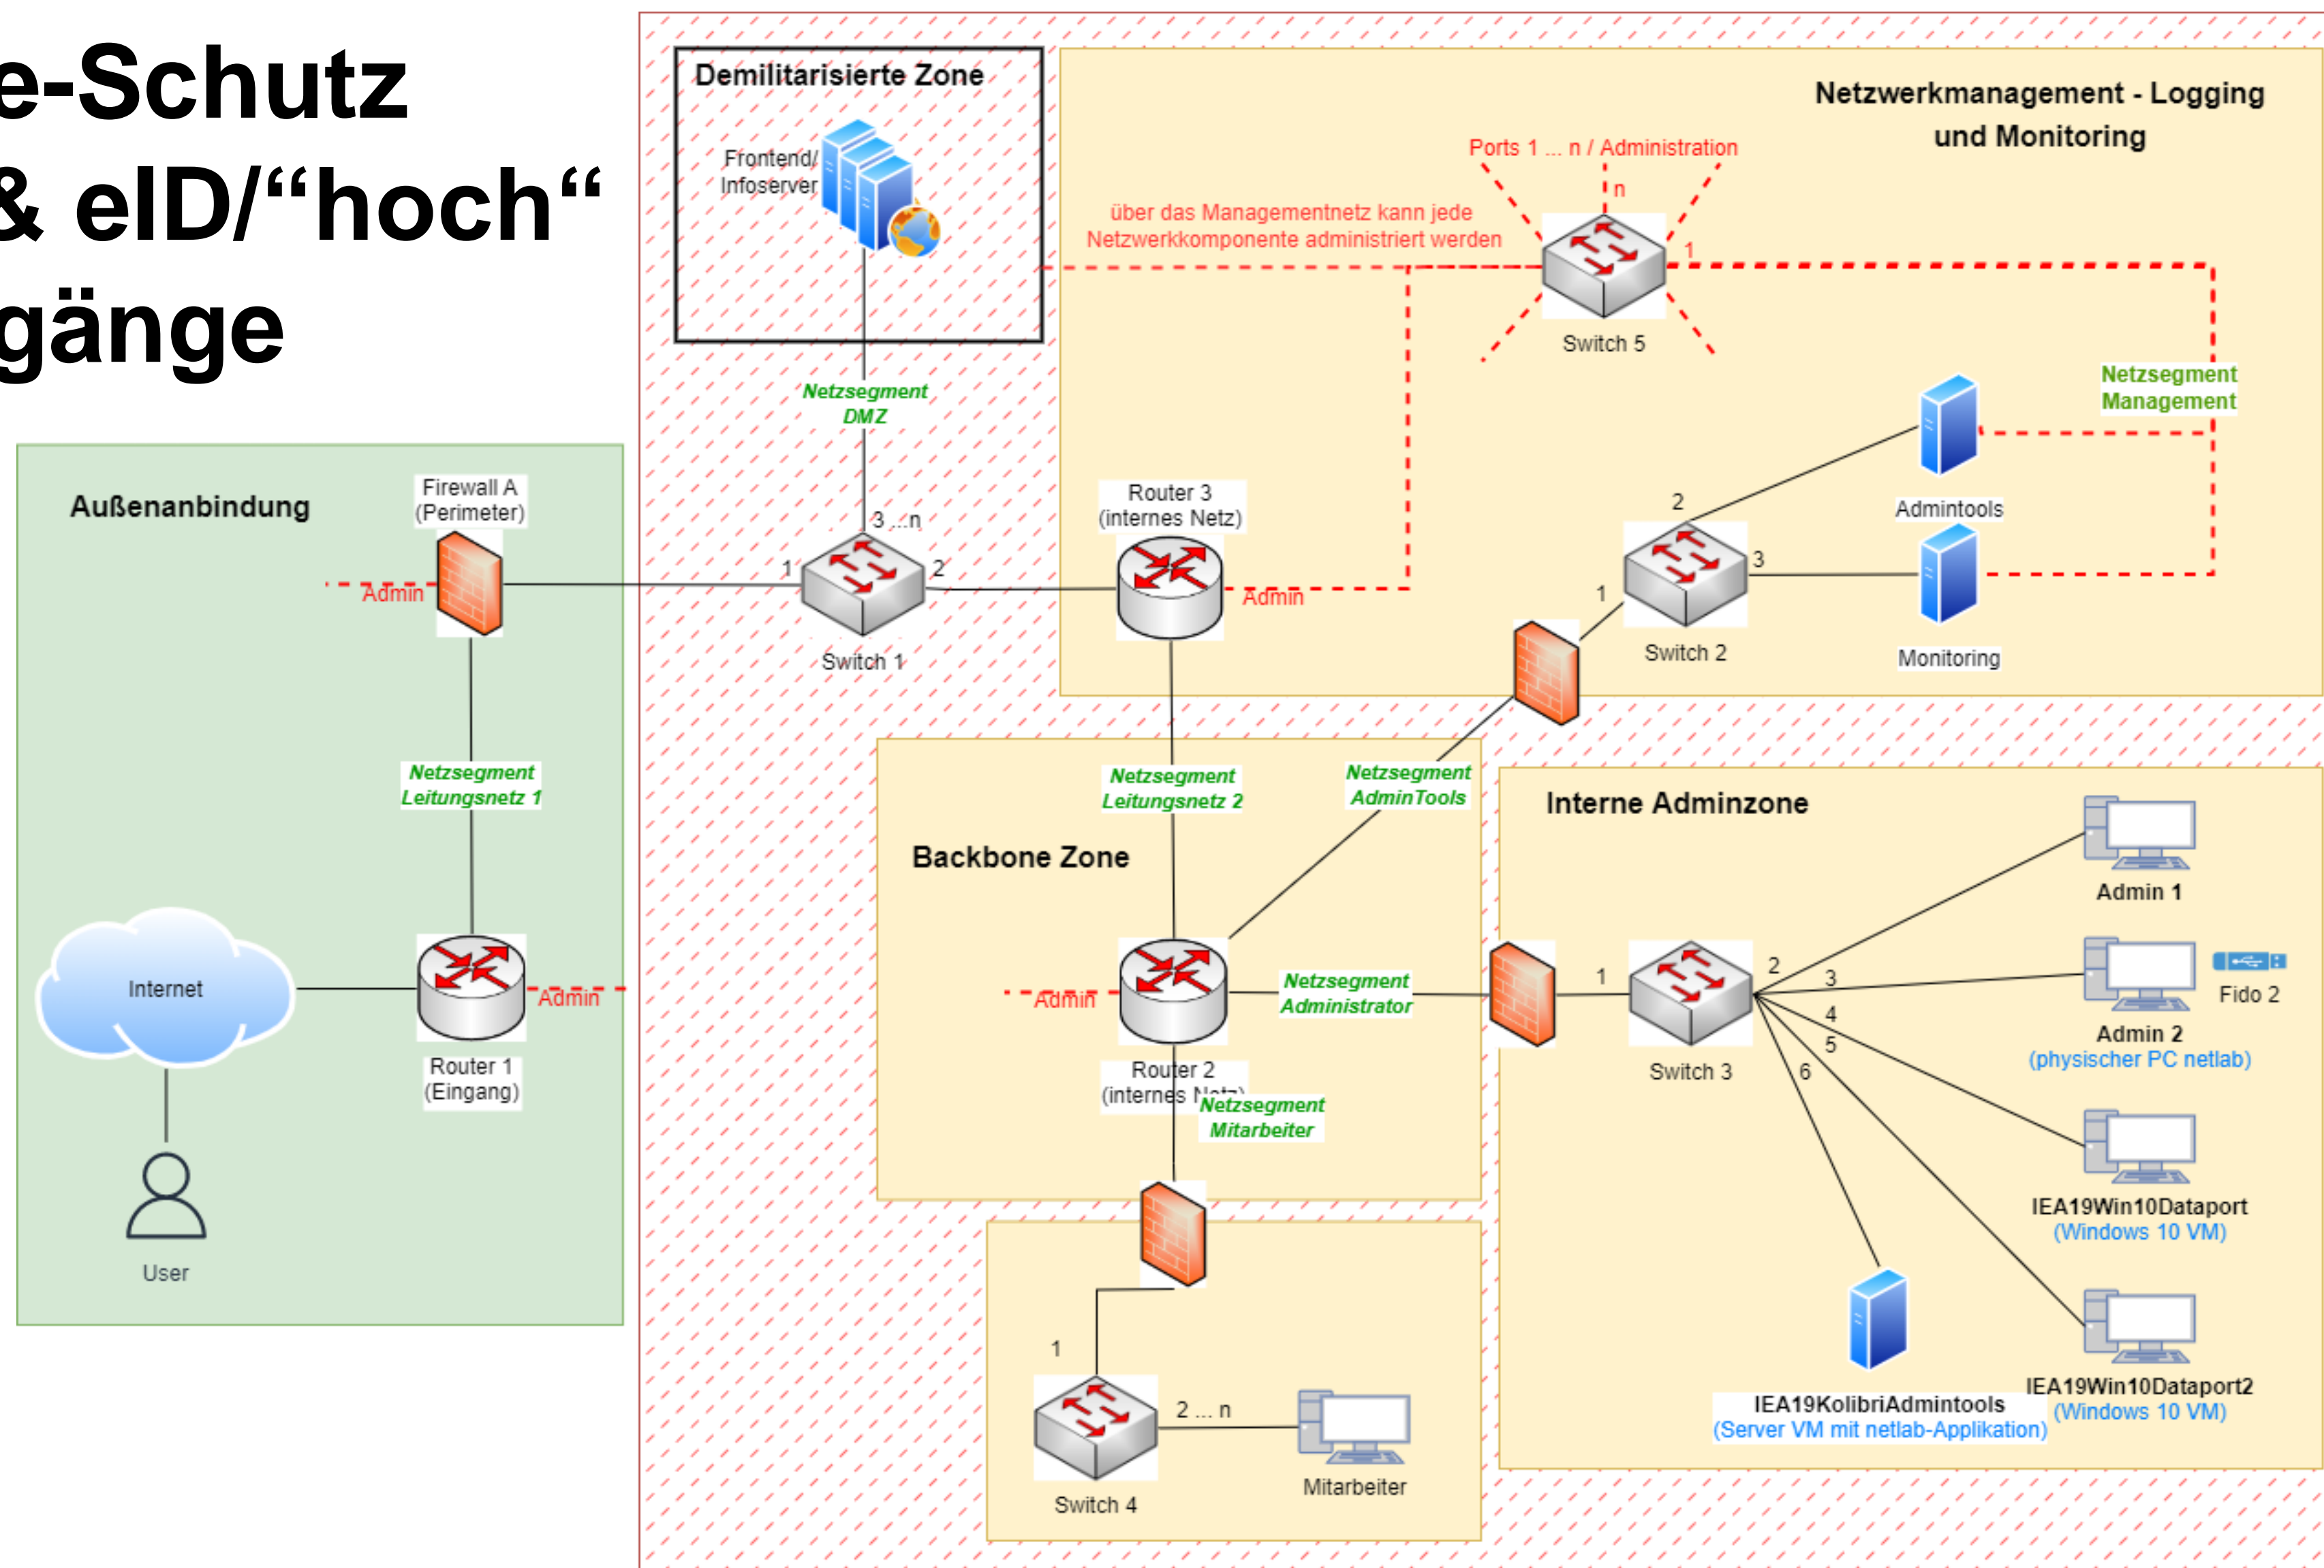 e-Schutz
& eID/“hoch“
gänge
Demilitarisierte Zone
Frontend/
Infoserver
Netzsegment
DMZ
Netzwerkmanagement - Logging
und Monitoring
Ports 1 ... n / Administration
n
über das Managementnetz kann jede
Netzwerkkomponente administriert werden
1
Switch 5
Netzsegment
Management
Admintools
2
3
1
Switch 2
Monitoring
Router 3
(internes Netz)
Admin
3 ...n
1
2
Switch 1
Außenanbindung
Firewall A
(Perimeter)
Admin
Netzsegment
Leitungsnetz 1
Internet
Admin
Router 1
(Eingang)
User
Netzsegment
Leitungsnetz 2
Netzsegment
AdminTools
Backbone Zone
Admin
Netzsegment
Administrator
Router 2
(internes Netz)
Netzsegment
Mitarbeiter
1
2 ... n
Switch 4
Mitarbeiter
Interne Adminzone
1
2
3
4
5
6
Switch 3
Admin 1
Fido 2
Admin 2
(physischer PC netlab)
IEA19Win10Dataport
(Windows 10 VM)
IEA19Win10Dataport2
(Windows 10 VM)
IEA19KolibriAdmintools
(Server VM mit netlab-Applikation)